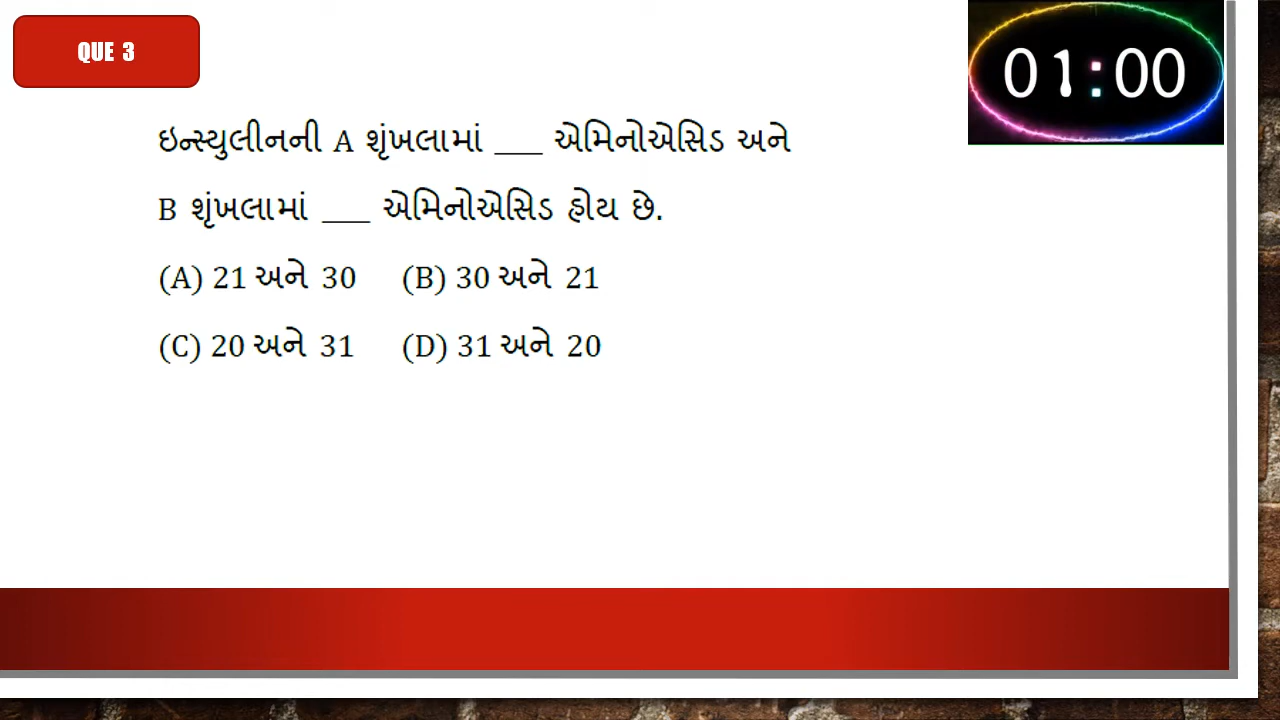 QUE 3
01:00
ઇન્સ્યુલીનની A શૃંખલામાં ___ એમિનોએસિડ અને
B શૃંખલામાં ___ એમિનોએસિડ હોય છે.
(A) 21 અને 30 (B) 30 અને 21
(C) 20 અને 31 (D) 31 અને 20